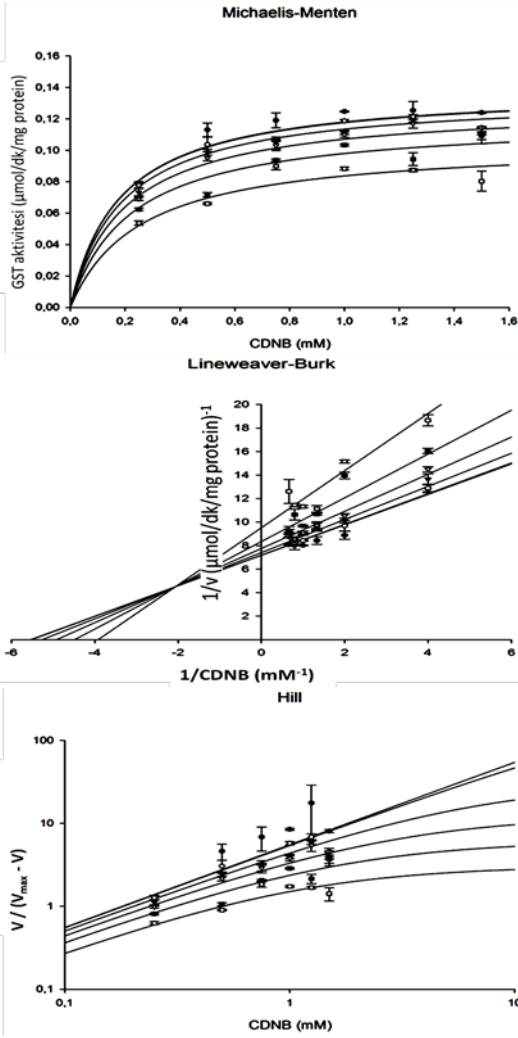 Michaelis-Menten
0,16
0,14
0,12
0,10
0,08
0,06
0,04
0,02
0,00
GST aktivitesi (µmol/dk/mg protein)
0,0 0,2 0,4 0,6 0,8 1,0 1,2 1,4 1,6
CDNB (mM)
Lineweaver-Burk
20
18
16
14
12
10
8
6
4
2
1/v (µmol/dk/mg protein)-1
-6 -4 -2 0 2 4 6
1/CDNB (mM-1)
Hill
100
10
1
0,1
V / (Vmax - V)
0,1 1 10
CDNB (mM)